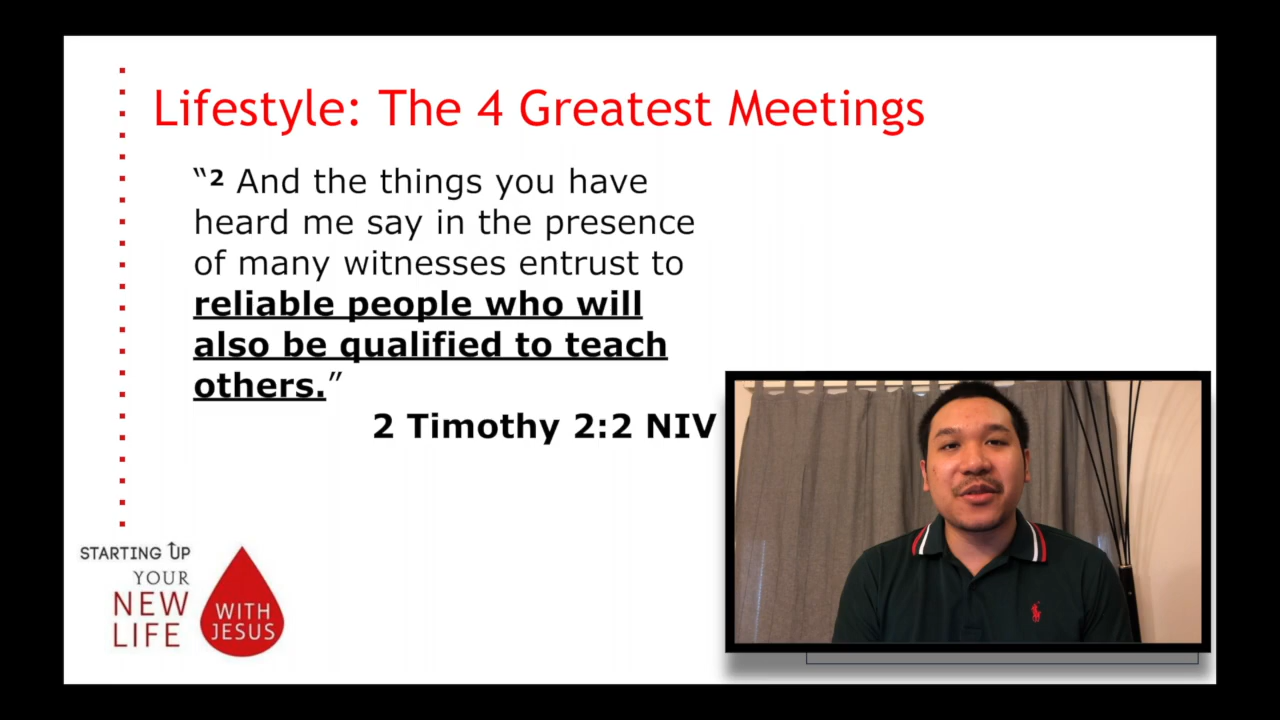 Lifestyle: The 4 Greatest Meetings
“2 And the things you have
heard me say in the presence
of many witnesses entrust to
reliable people who will
also be qualified to teach
others.”
2 Timothy 2:2 NIV
STARTING UP
YOUR
NEW
LIFE
WITH
JESUS